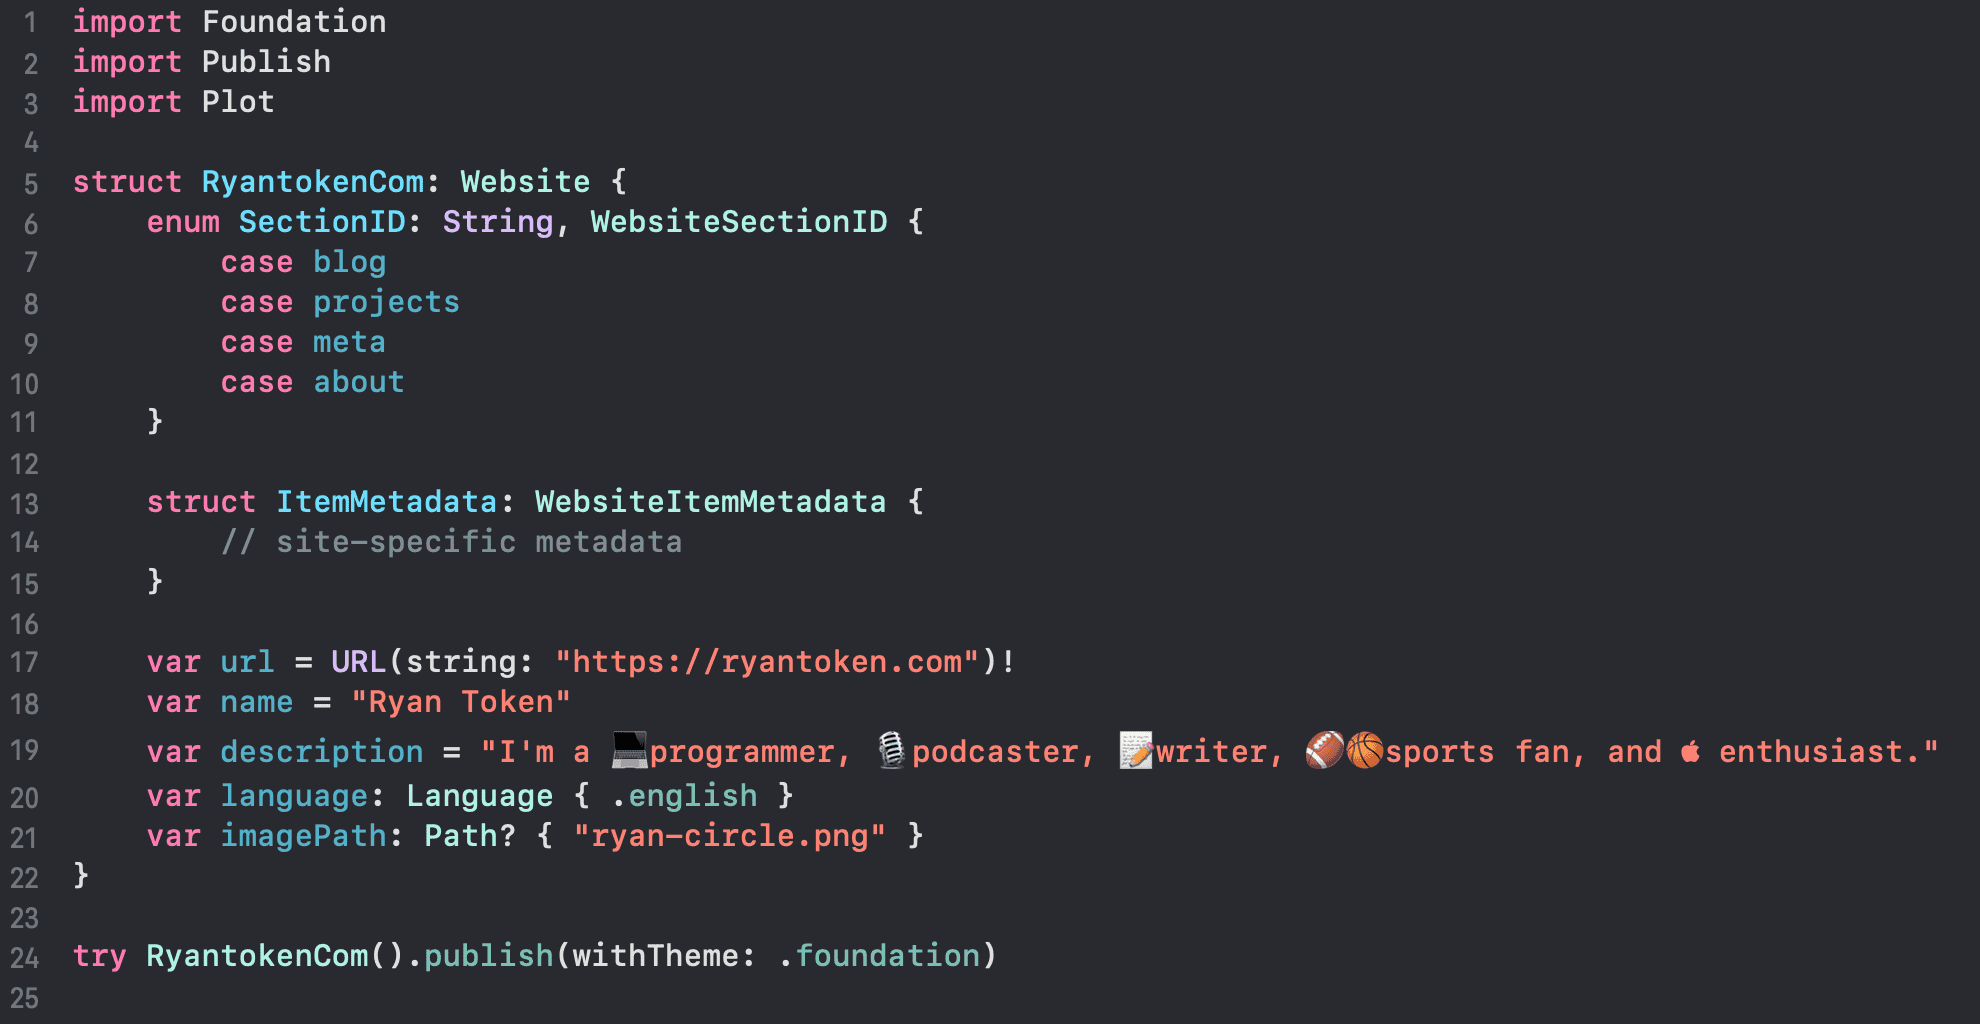 1 import Foundation
2 import Publish
3 import Plot
4
5 struct RyantokenCom: Website {
6     enum SectionID: String, WebsiteSectionID {
7         case blog
8         case projects
9         case meta
10         case about
11     }
12
13     struct ItemMetadata: WebsiteItemMetadata {
14         // site-specific metadata
15     }
16
17     var url = URL(string: "https://ryantoken.com")!
18     var name = "Ryan Token"
19     var description = "I'm a 💻programmer, 🎙podcaster, 📝writer, 🏈🏀sports fan, and  enthusiast."
20     var language: Language { .english }
21     var imagePath: Path? { "ryan-circle.png" }
22 }
23
24 try RyantokenCom().publish(withTheme: .foundation)
25